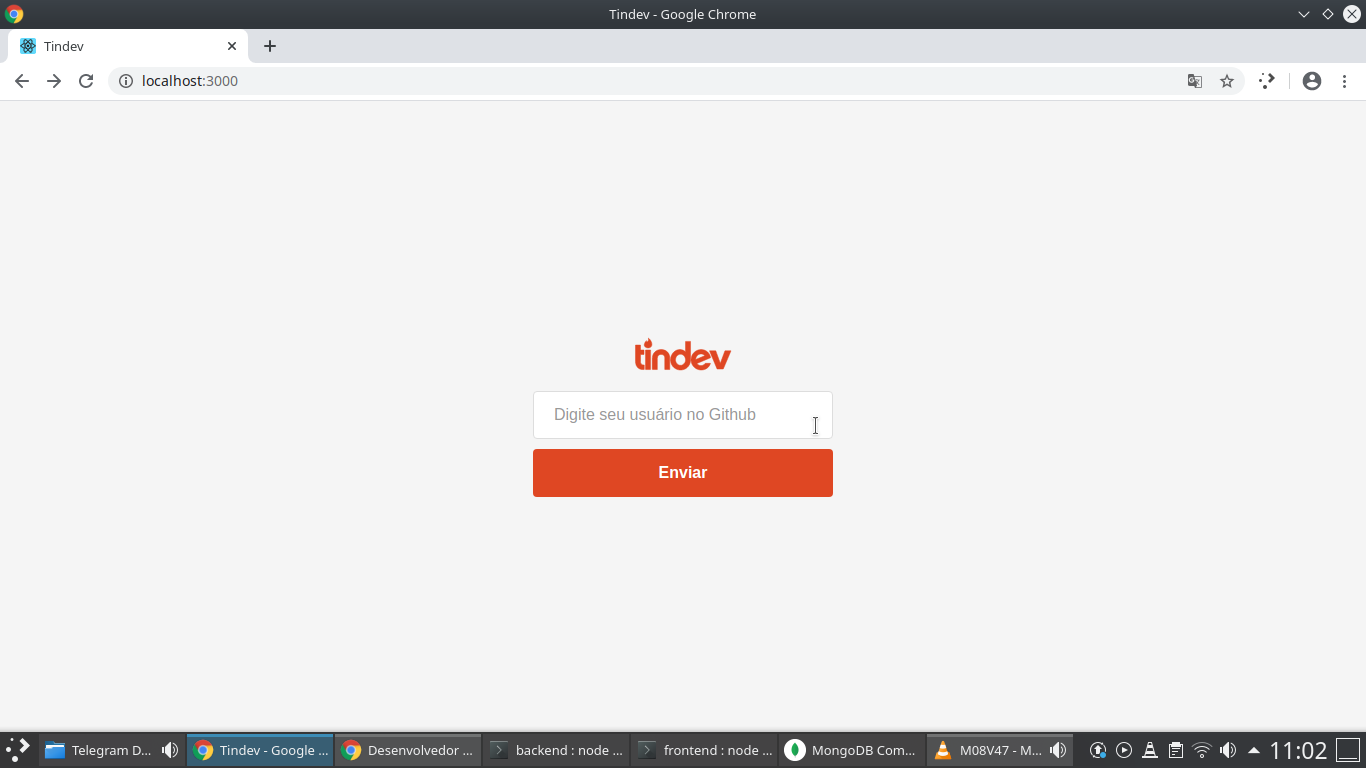 Tindev - Google Chrome
Tindev
localhost:3000
tindev
Digite seu usuário no Github
Enviar
Telegram D...
Tindev - Google ...
Desenvolvedor ...
backend : node ...
frontend : node ...
MongoDB Com...
M08V47 - M...
11:02